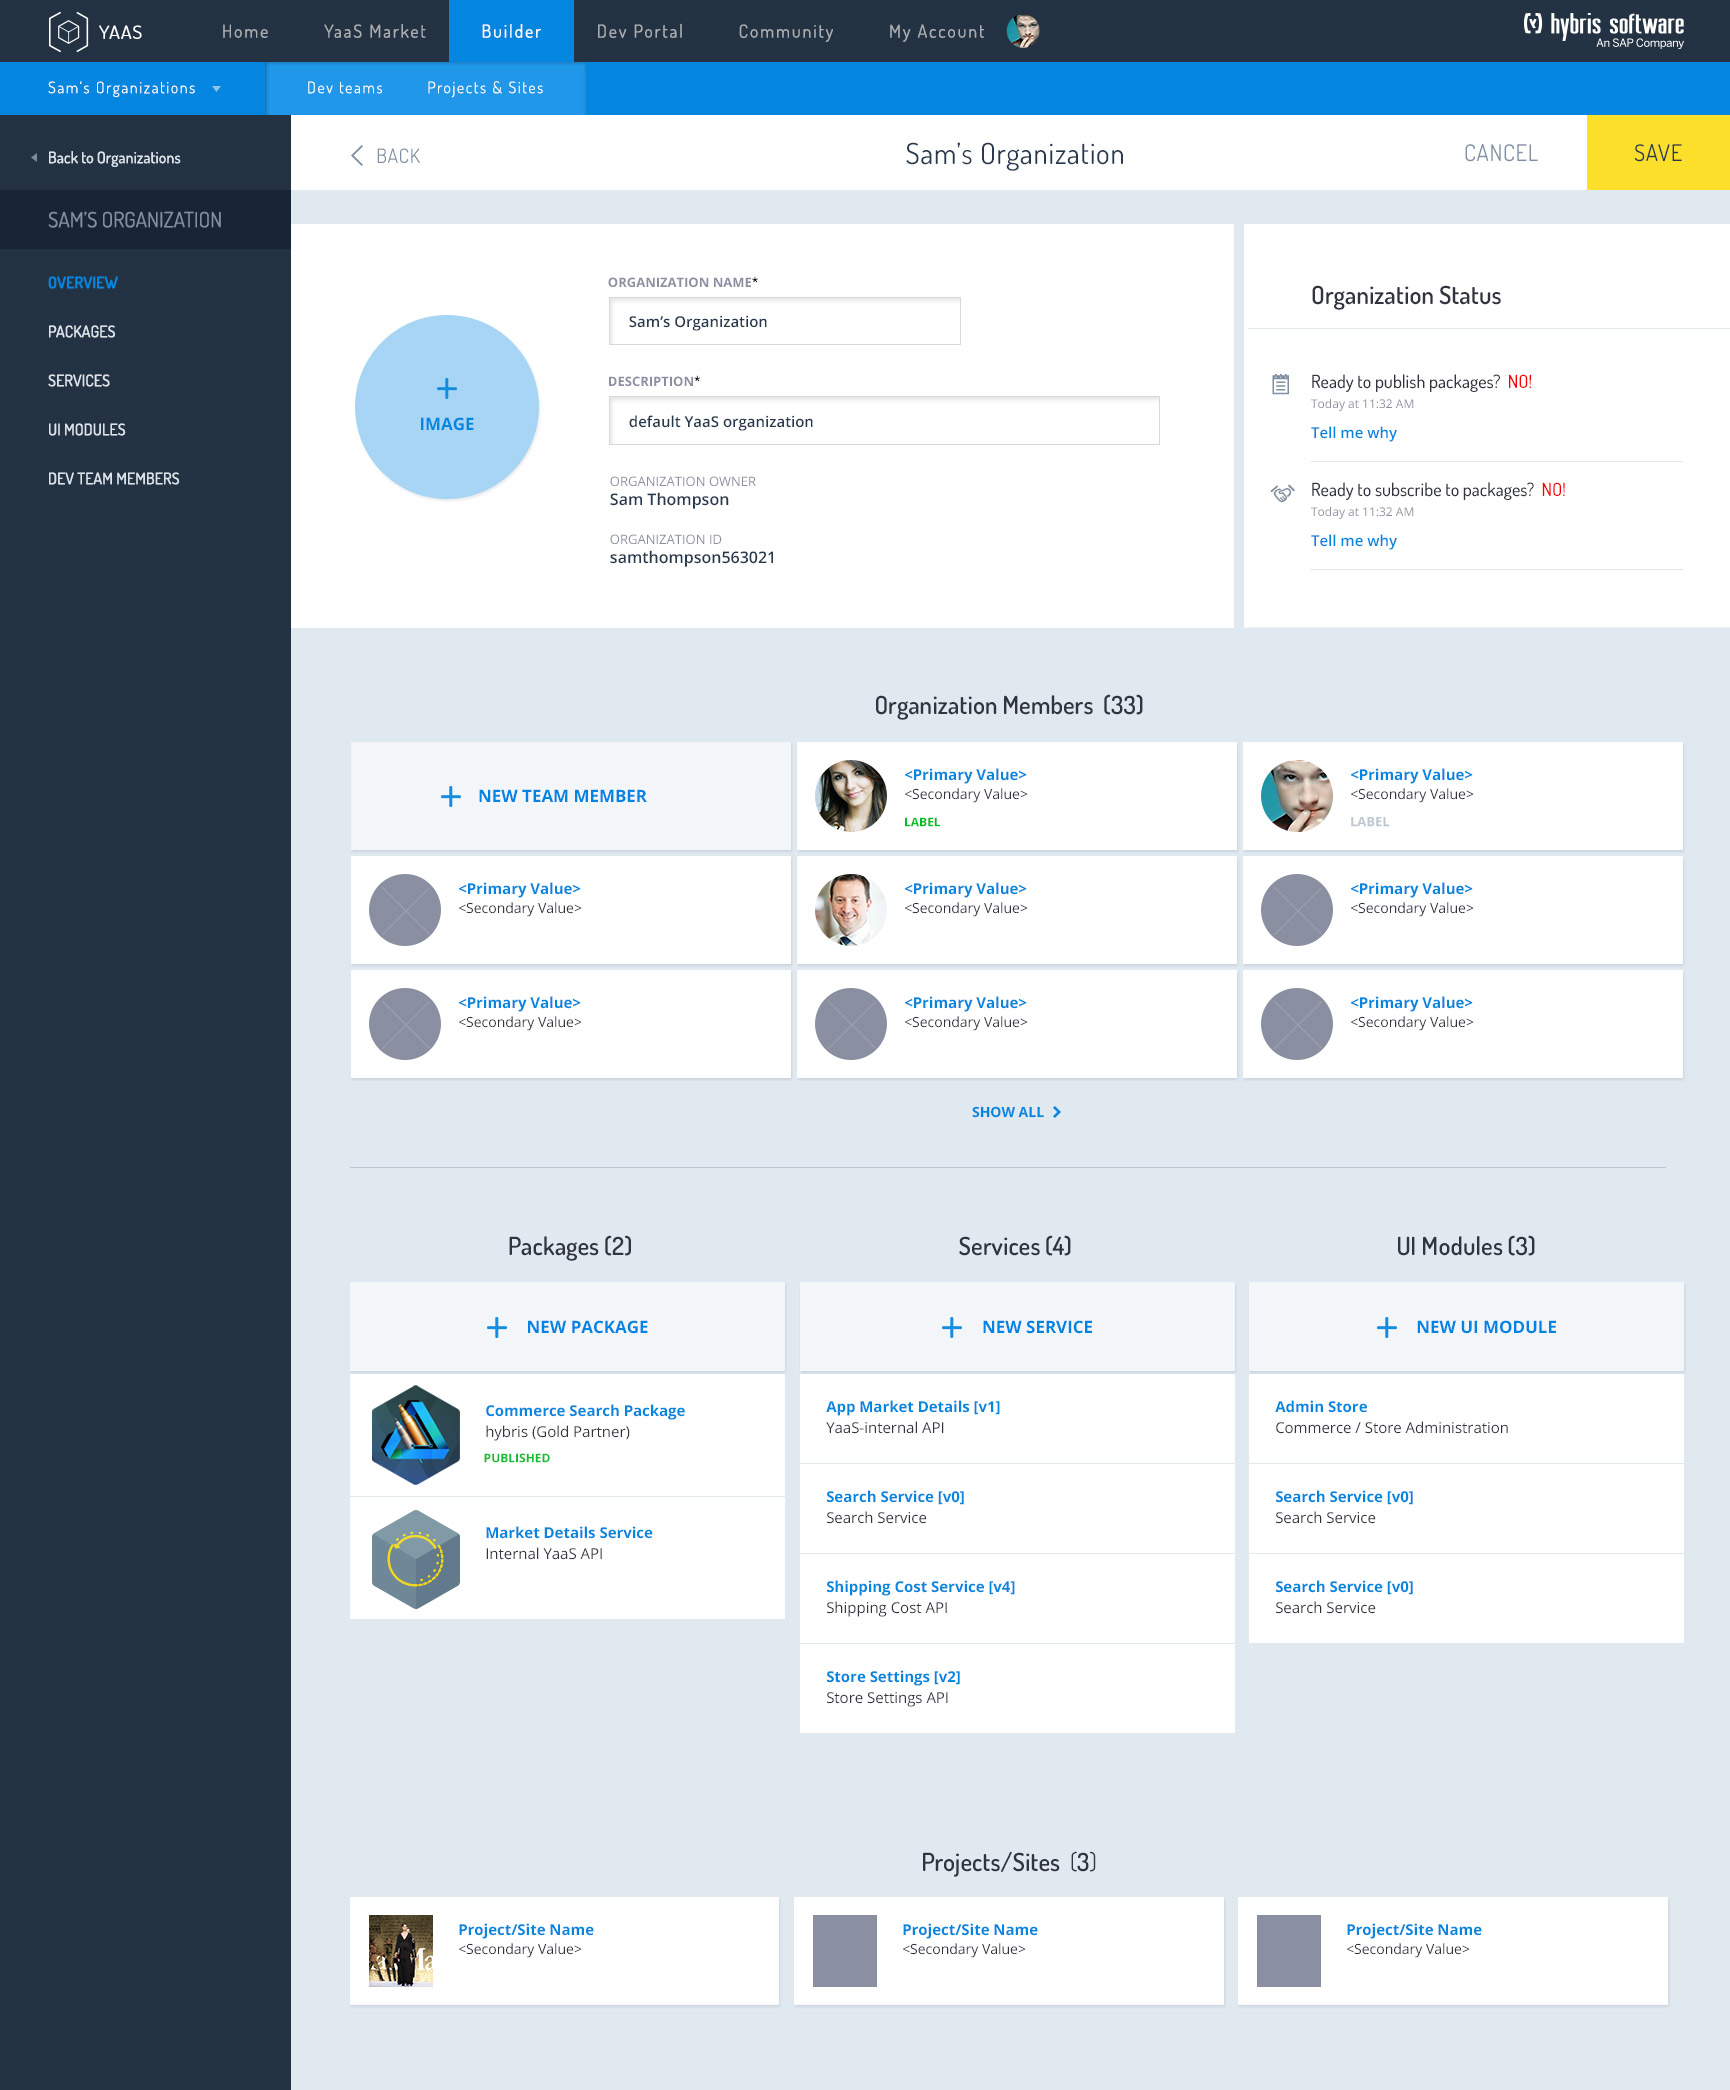 YAAS
Home
YaaS Market
Builder
Dev Portal
Community
My Account
hybris software
An SAP Company
Sam's Organizations
Dev teams
Projects & Sites
Back to Organizations
SAM'S ORGANIZATION
OVERVIEW
PACKAGES
SERVICES
UI MODULES
DEV TEAM MEMBERS
BACK
Sam's Organization
CANCEL
SAVE
IMAGE
ORGANIZATION NAME*
Sam's Organization
DESCRIPTION*
default YaaS organization
ORGANIZATION OWNER
Sam Thompson
ORGANIZATION ID
samthompson563021
Organization Status
Ready to publish packages? NO!
Today at 11:32 AM
Tell me why
Ready to subscribe to packages? NO!
Today at 11:32 AM
Tell me why
Organization Members (33)
NEW TEAM MEMBER
<Primary Value>
<Secondary Value>
LABEL
<Primary Value>
<Secondary Value>
LABEL
<Primary Value>
<Secondary Value>
<Primary Value>
<Secondary Value>
<Primary Value>
<Secondary Value>
<Primary Value>
<Secondary Value>
<Primary Value>
<Secondary Value>
<Primary Value>
<Secondary Value>
SHOW ALL
Packages (2)
NEW PACKAGE
Commerce Search Package
hybris (Gold Partner)
PUBLISHED
Market Details Service
Internal YaaS API
Services (4)
NEW SERVICE
App Market Details [v1]
YaaS-internal API
Search Service [v0]
Search Service
Shipping Cost Service [v4]
Shipping Cost API
Store Settings [v2]
Store Settings API
UI Modules (3)
NEW UI MODULE
Admin Store
Commerce / Store Administration
Search Service [v0]
Search Service
Search Service [v0]
Search Service
Projects/Sites (3)
Project/Site Name
<Secondary Value>
Project/Site Name
<Secondary Value>
Project/Site Name
<Secondary Value>